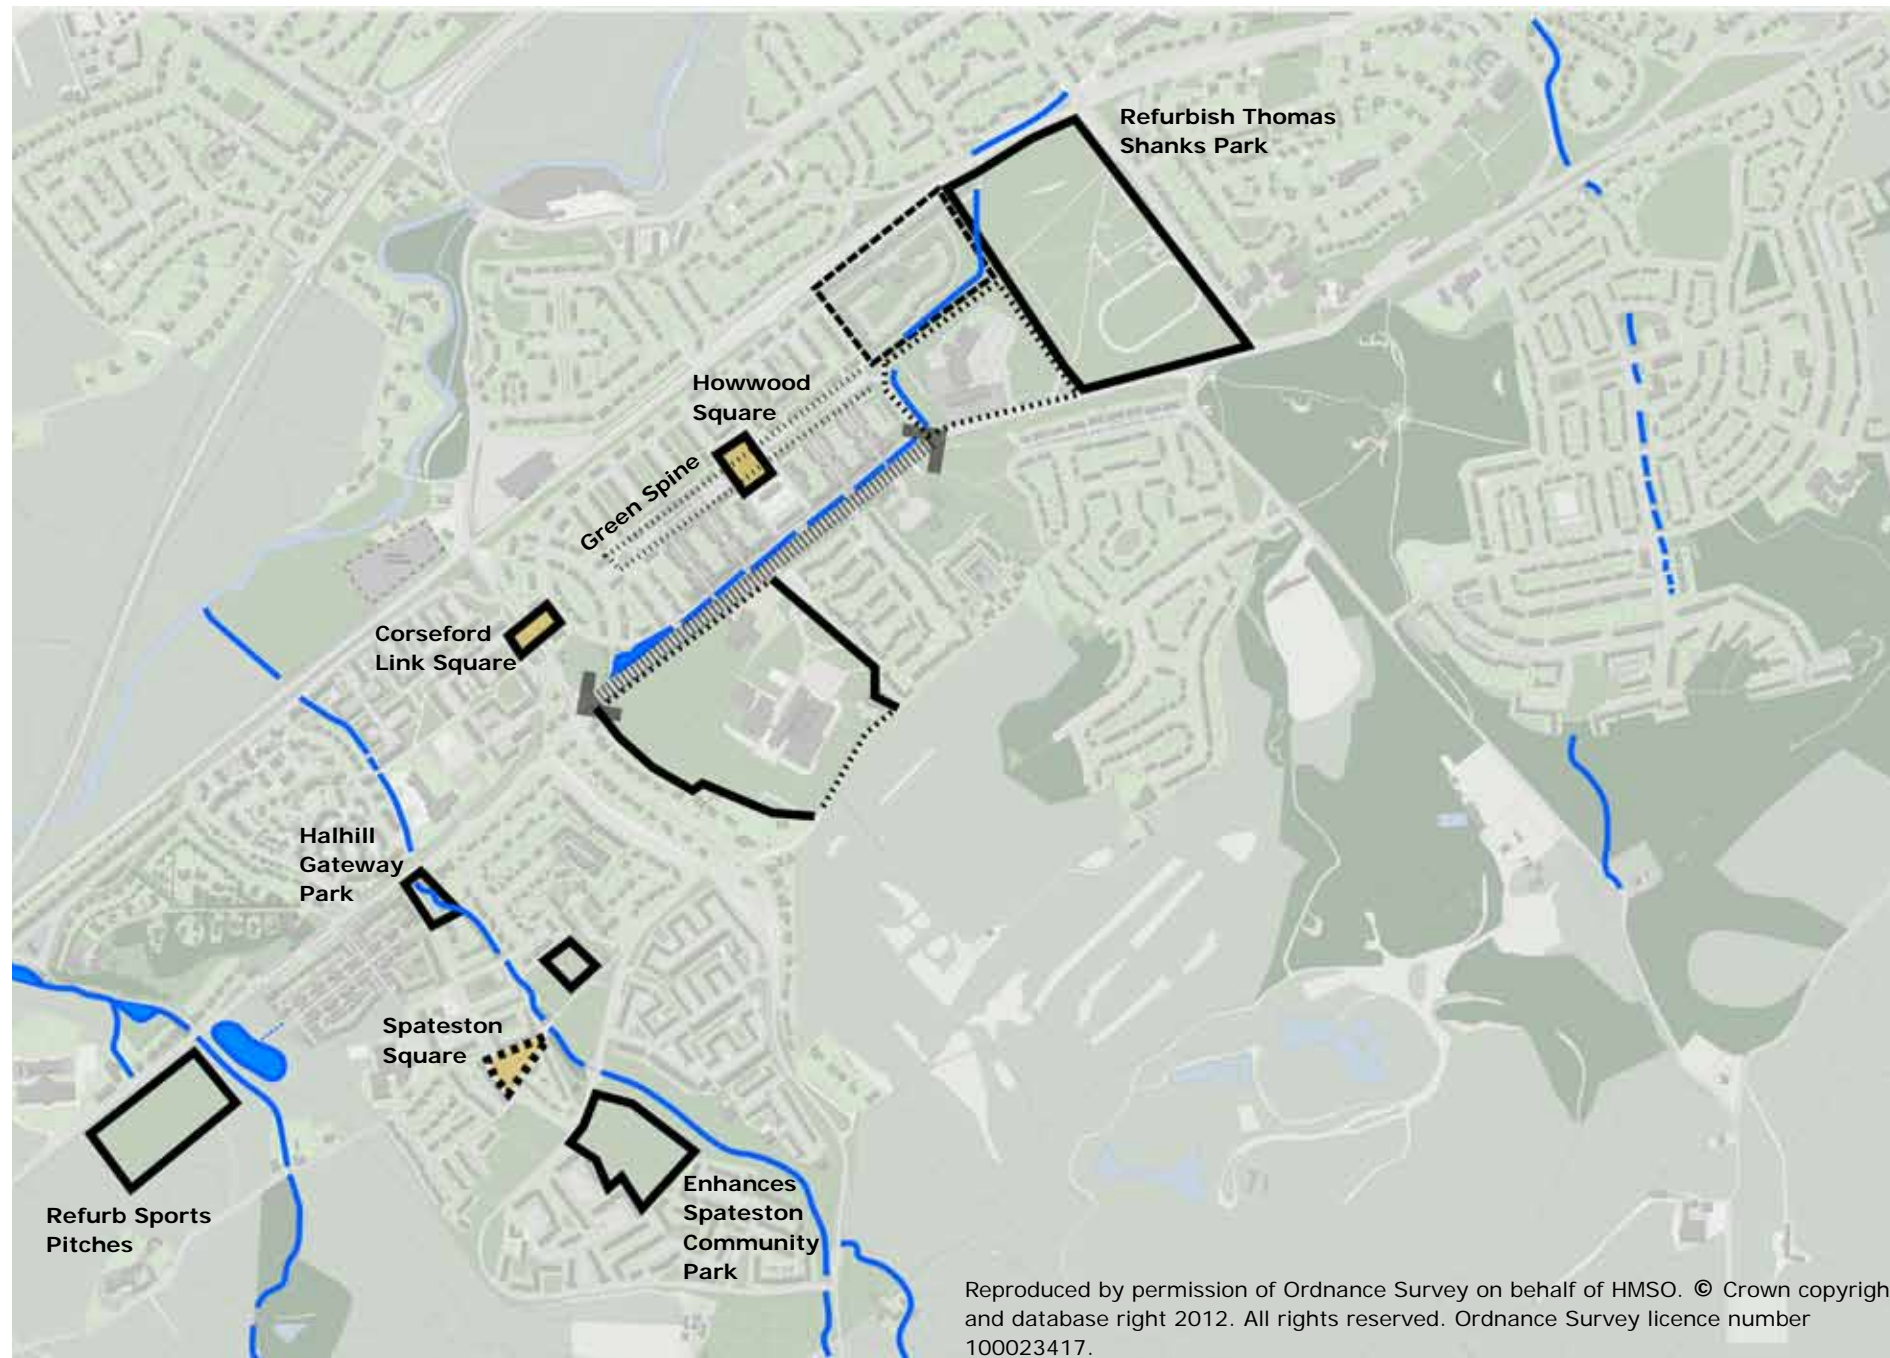 Refurbish Thomas
Shanks Park
Howwood
Square
Green Spine
Corseford
Link Square
Halhill
Gateway
Park
Spateston
Square
Refurb Sports
Pitches
Enhances
Spateston
Community
Park
Reproduced by permission of Ordnance Survey on behalf of HMSO. © Crown copyrigh
and database right 2012. All rights reserved. Ordnance Survey licence number
100023417.